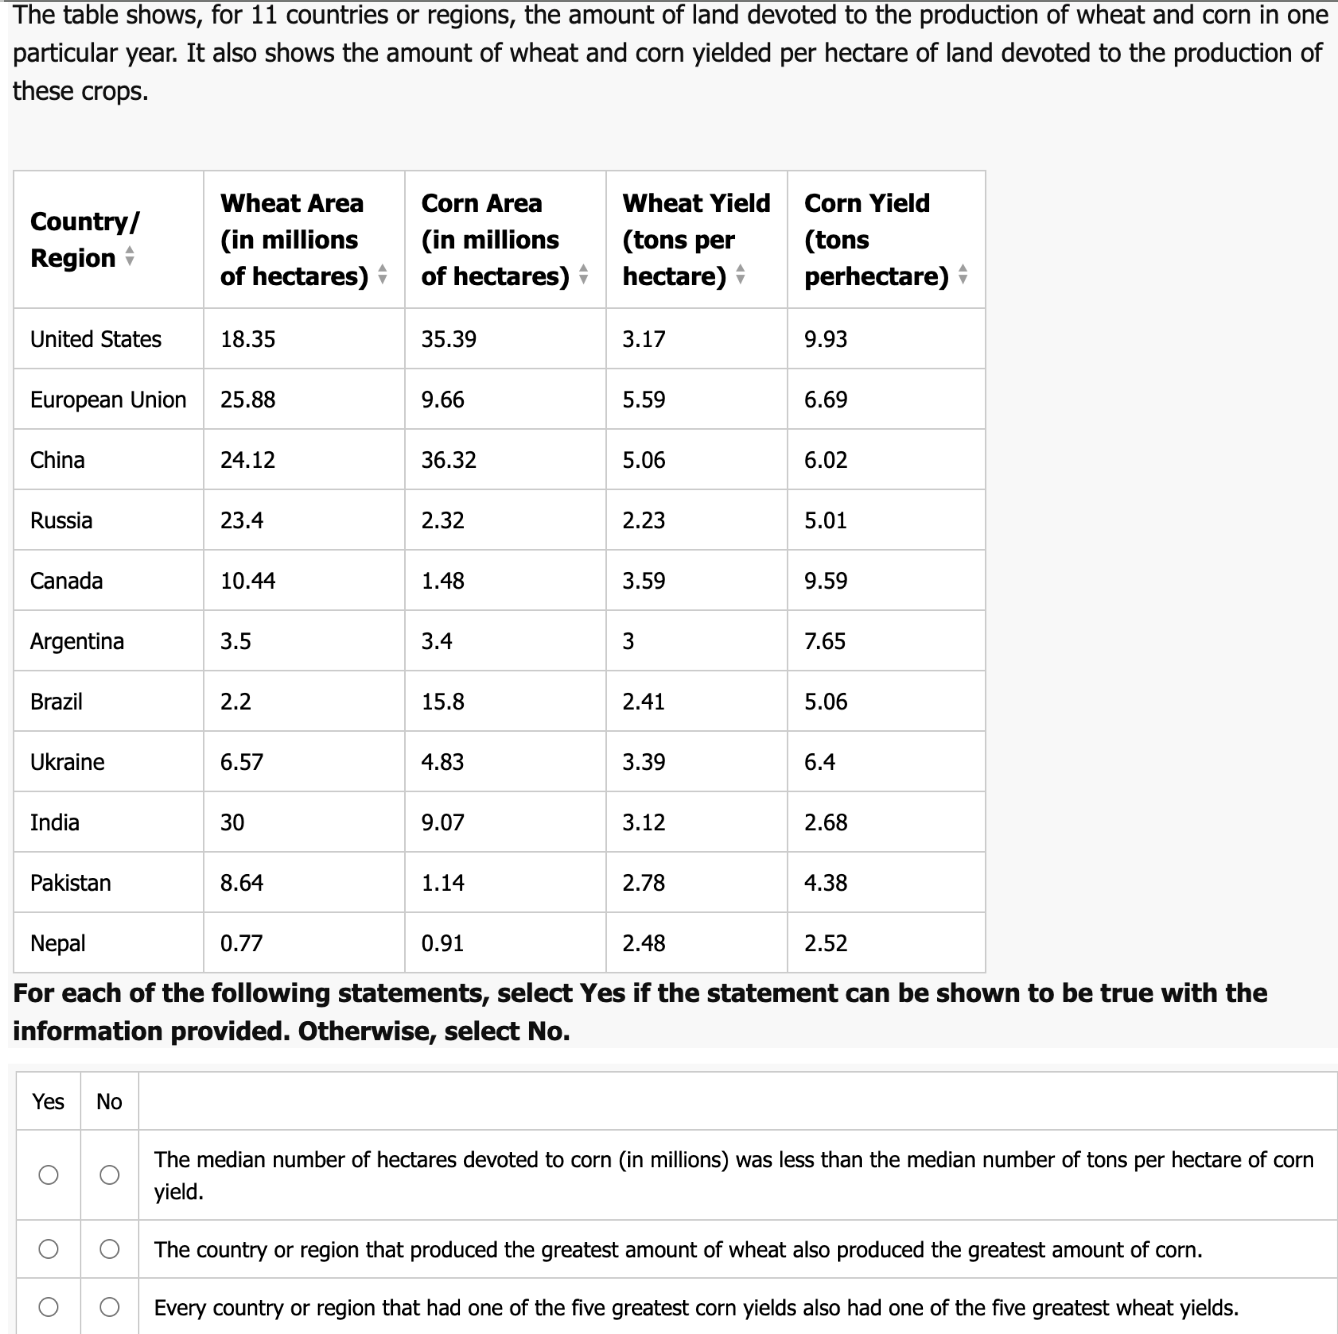 The table shows, for 11 countries or regions, the amount of land devoted to the production of wheat and corn in one
particular year. It also shows the amount of wheat and corn yielded per hectare of land devoted to the production of
these crops.
Country/
Region
Wheat Area
(in millions
of hectares)
Corn Area
(in millions
of hectares)
Wheat Yield
(tons per
hectare)
Corn Yield
(tons
perhectare)
United States 18.35 35.39 3.17 9.93
European Union 25.88 9.66 5.59 6.69
China 24.12 36.32 5.06 6.02
Russia 23.4 2.32 2.23 5.01
Canada 10.44 1.48 3.59 9.59
Argentina 3.5 3.4 3 7.65
Brazil 2.2 15.8 2.41 5.06
Ukraine 6.57 4.83 3.39 6.4
India 30 9.07 3.12 2.68
Pakistan 8.64 1.14 2.78 4.38
Nepal 0.77 0.91 2.48 2.52
For each of the following statements, select Yes if the statement can be shown to be true with the
information provided. Otherwise, select No.
Yes No
The median number of hectares devoted to corn (in millions) was less than the median number of tons per hectare of corn
yield.
The country or region that produced the greatest amount of wheat also produced the greatest amount of corn.
Every country or region that had one of the five greatest corn yields also had one of the five greatest wheat yields.